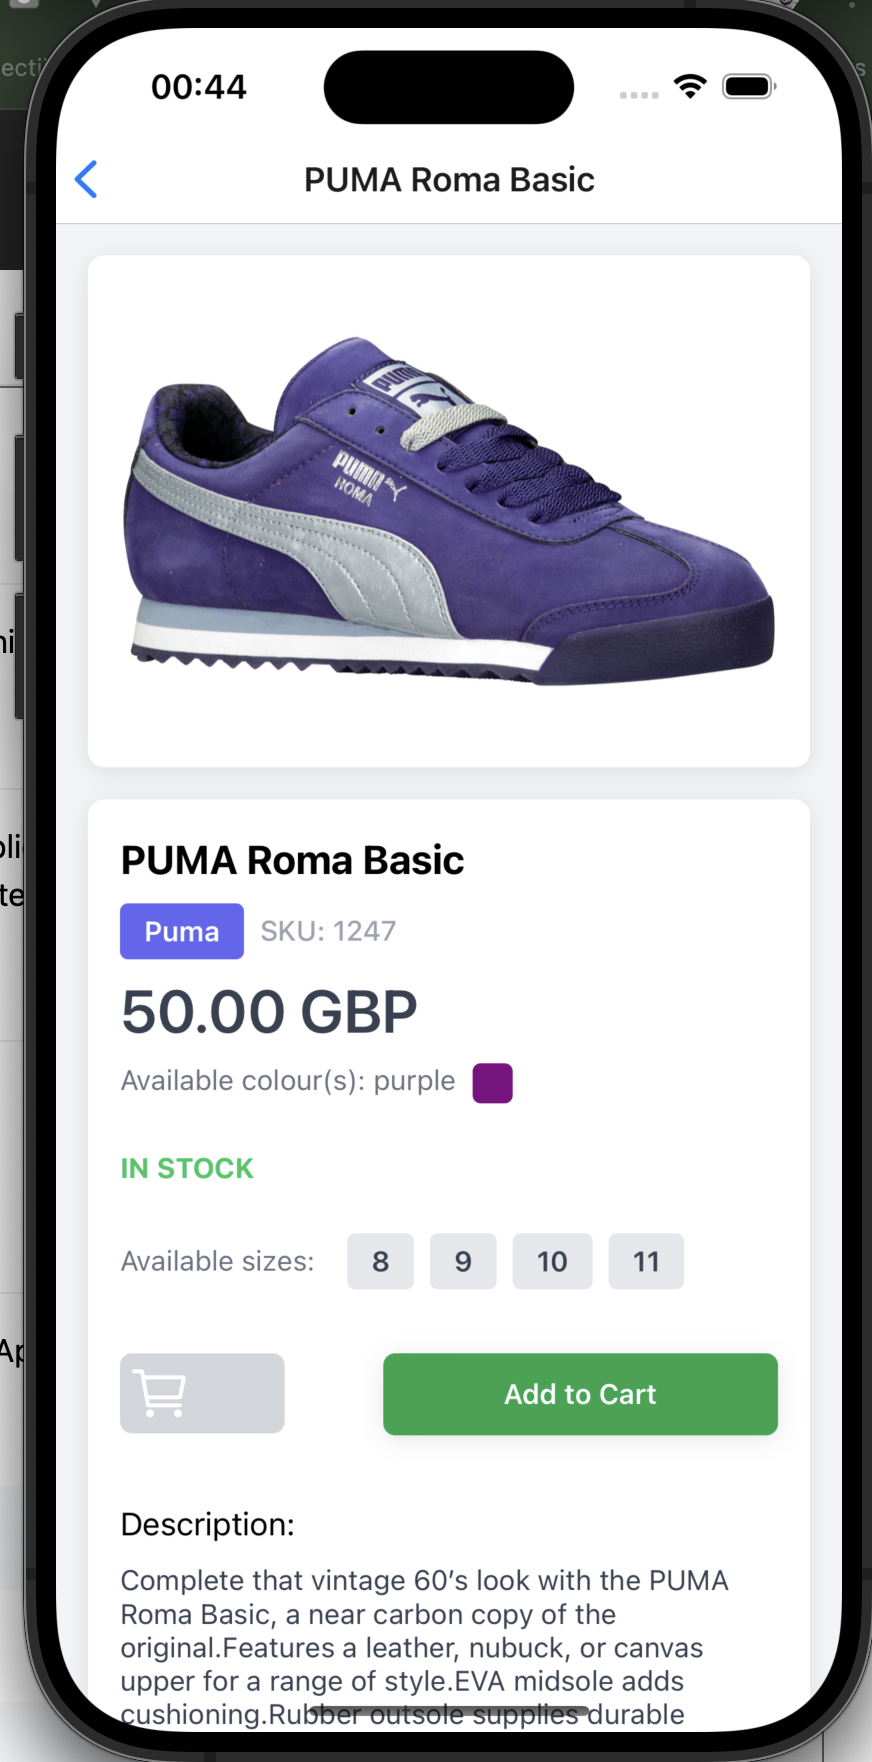 00:44
PUMA Roma Basic
PUMA
PUMA
ROMA
PUMA Roma Basic
Puma SKU: 1247
50.00 GBP
Available colour(s): purple
IN STOCK
Available sizes: 8 9 10 11
Add to Cart
Description:
Complete that vintage 60’s look with the PUMA
Roma Basic, a near carbon copy of the
original.Features a leather, nubuck, or canvas
upper for a range of style.EVA midsole adds
cushioning.Rubber outsole supplies durable